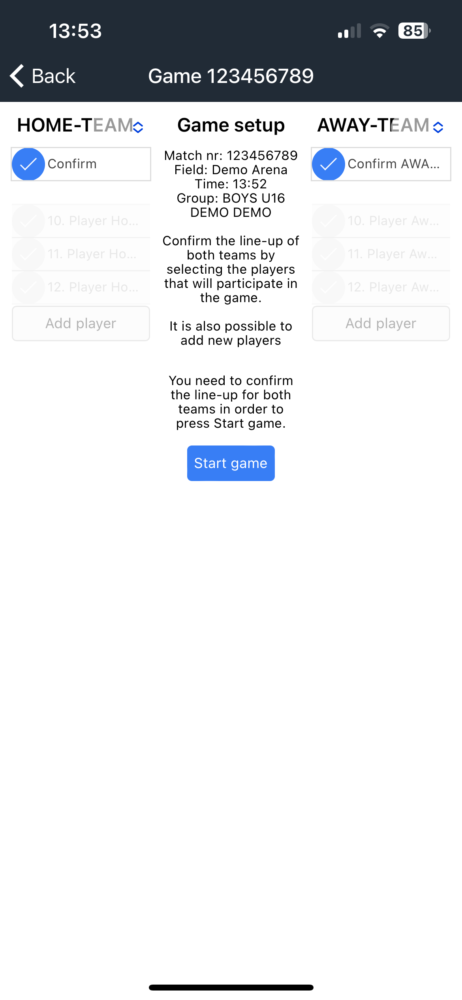 13:53
85
Back
Game 123456789
HOME-TEAM
Game setup
AWAY-TEAM
Confirm
Match nr: 123456789
Field: Demo Arena
Time: 13:52
Group: BOYS U16
DEMO DEMO
Confirm AWA...
10. Player Ho...
11. Player Ho...
12. Player Ho...
Add player
Confirm the line-up of
both teams by
selecting the players
that will participate in
the game.
It is also possible to
add new players
You need to confirm
the line-up for both
teams in order to
press Start game.
Start game
10. Player Aw...
11. Player Aw...
12. Player Aw...
Add player